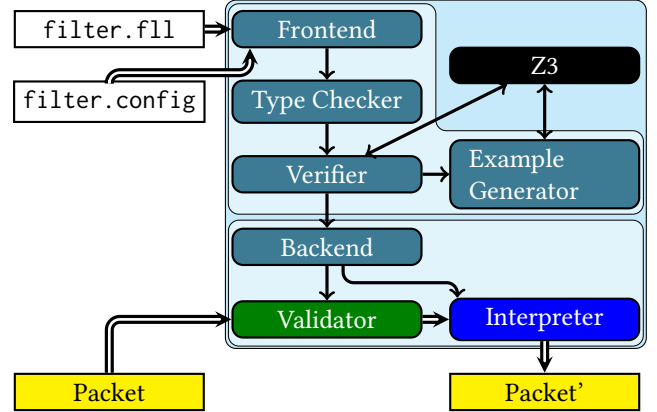 filter.fll
Frontend
Z3
filter.config
Type Checker
Verifier
Example
Generator
Backend
Validator
Interpreter
Packet
Packet’